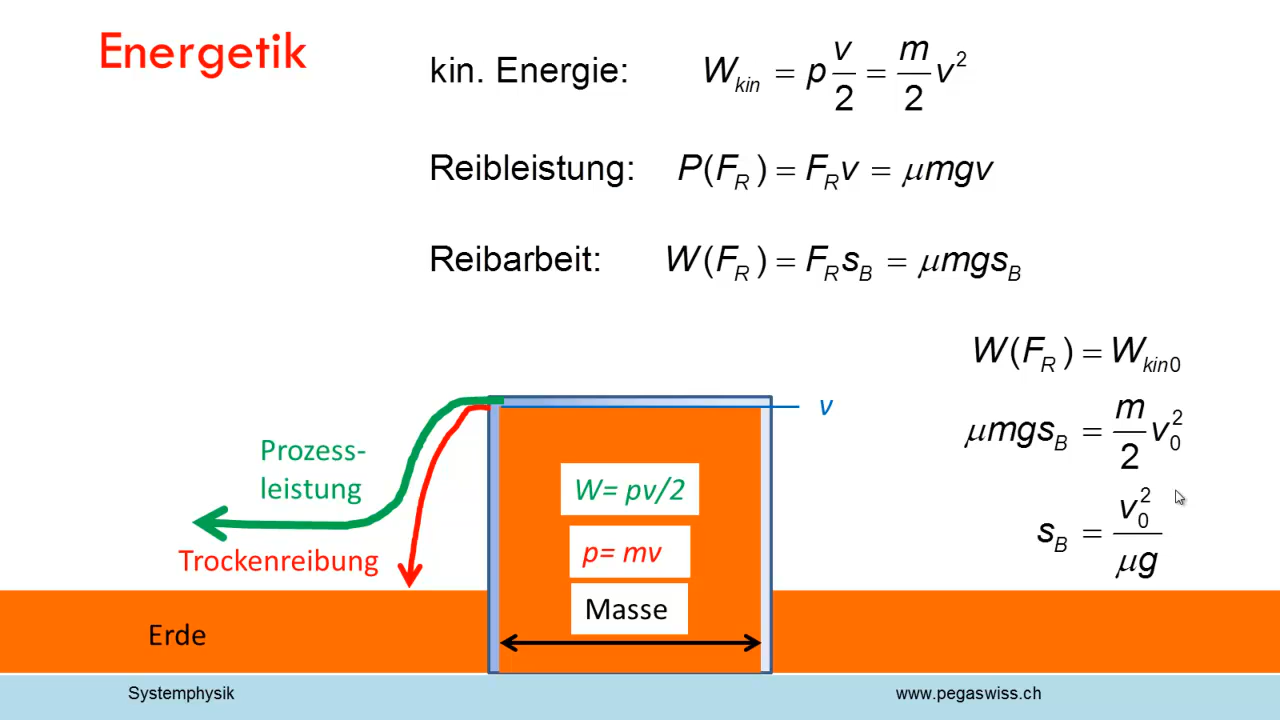 Energetik
kin. Energie: W_kin = p v/2 = m/2 v²
Reibleistung: P(F_R) = F_R v = μmgv
Reibarbeit: W(F_R) = F_R s_B = μmgs_B
W(F_R) = W_kin0
μmgs_B = m/2 v_0²
s_B = v_0²/μg
v
Prozess-
leistung
Trockenreibung
W= pv/2
p= mv
Masse
Erde
Systemphysik
www.pegaswiss.ch